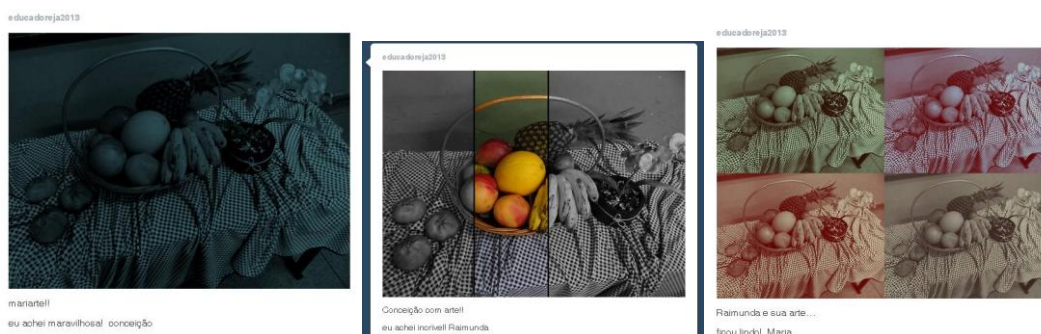 educadoreja2013
mariarte!!
eu achei maravilhosa! conceição
educadoreja2013
Conceição com arte!!
eu achei incrivel! Raimunda
educadoreja2013
Raimunda e sua arte...
ficou lindo! Maria